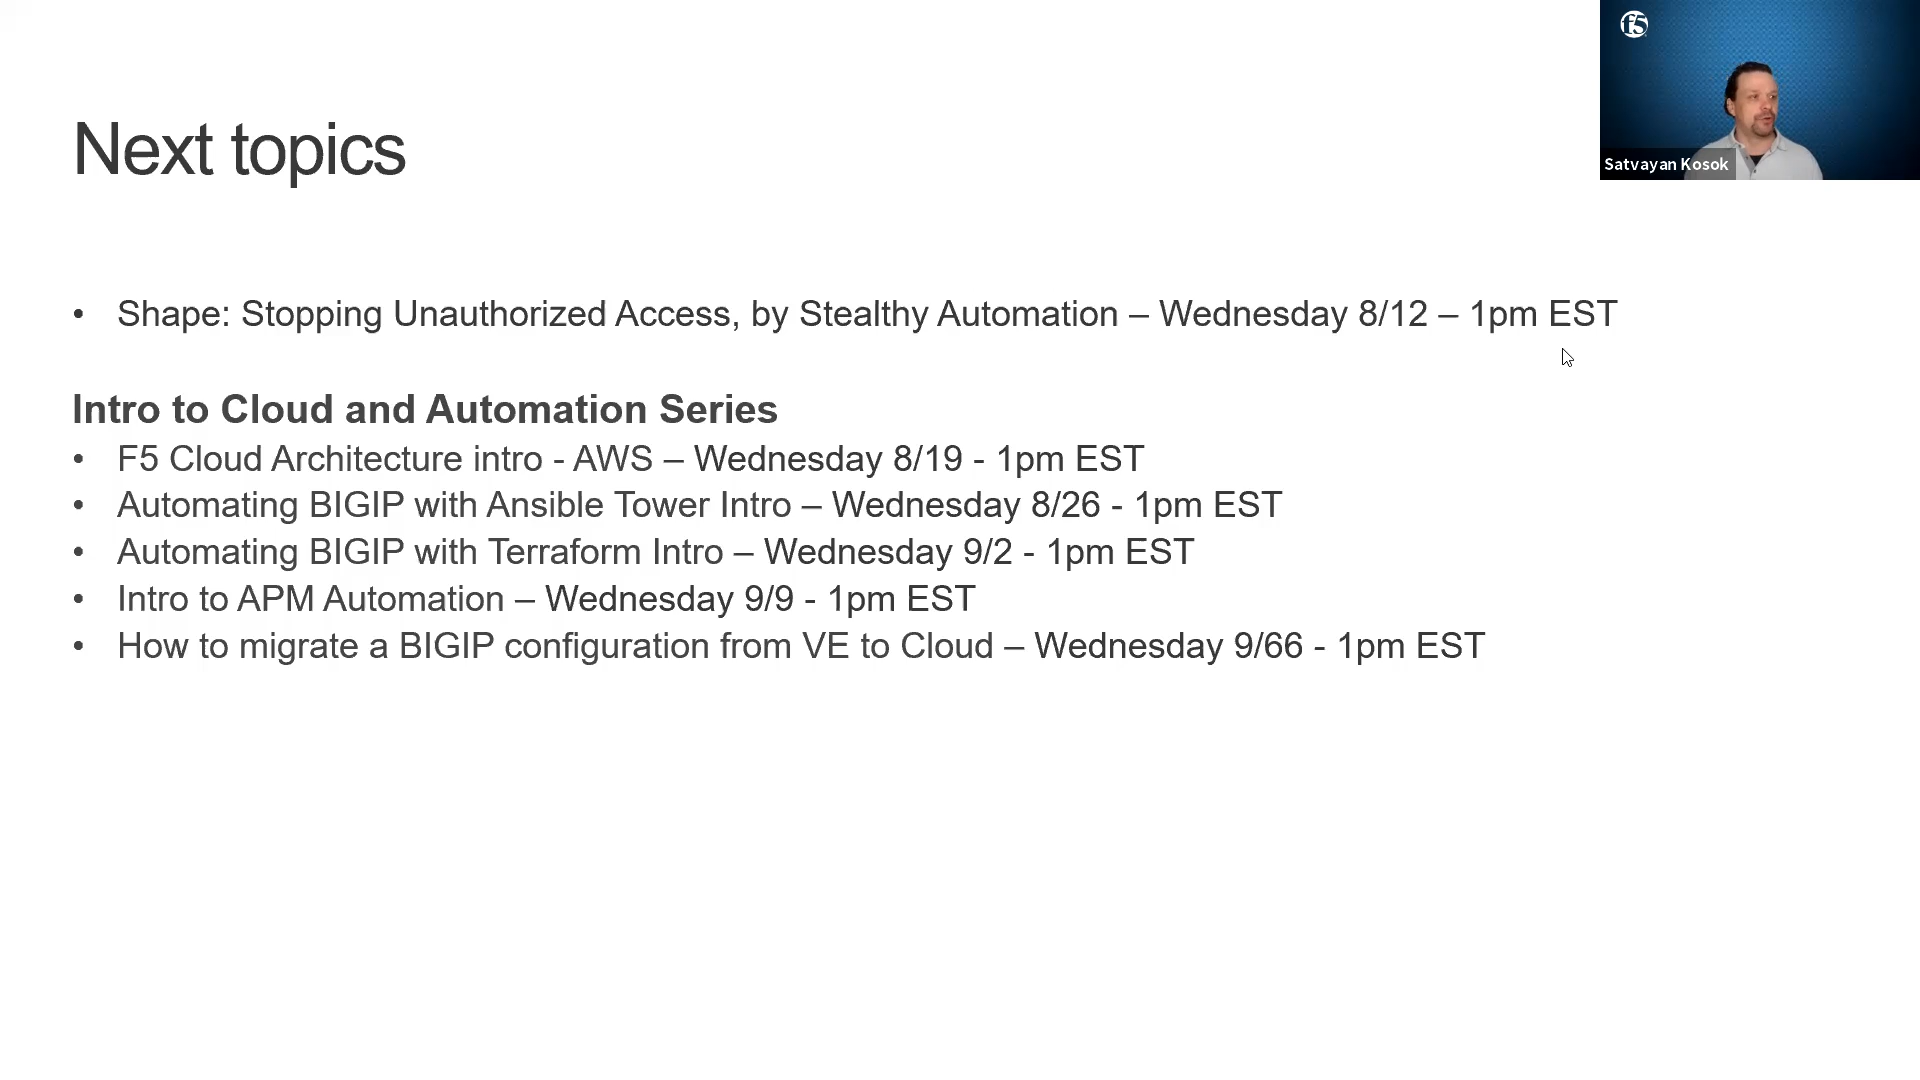 f5
Satvayan Kosok
Next topics
• Shape: Stopping Unauthorized Access, by Stealthy Automation – Wednesday 8/12 – 1pm EST
Intro to Cloud and Automation Series
• F5 Cloud Architecture intro - AWS – Wednesday 8/19 - 1pm EST
• Automating BIGIP with Ansible Tower Intro – Wednesday 8/26 - 1pm EST
• Automating BIGIP with Terraform Intro – Wednesday 9/2 - 1pm EST
• Intro to APM Automation – Wednesday 9/9 - 1pm EST
• How to migrate a BIGIP configuration from VE to Cloud – Wednesday 9/66 - 1pm EST